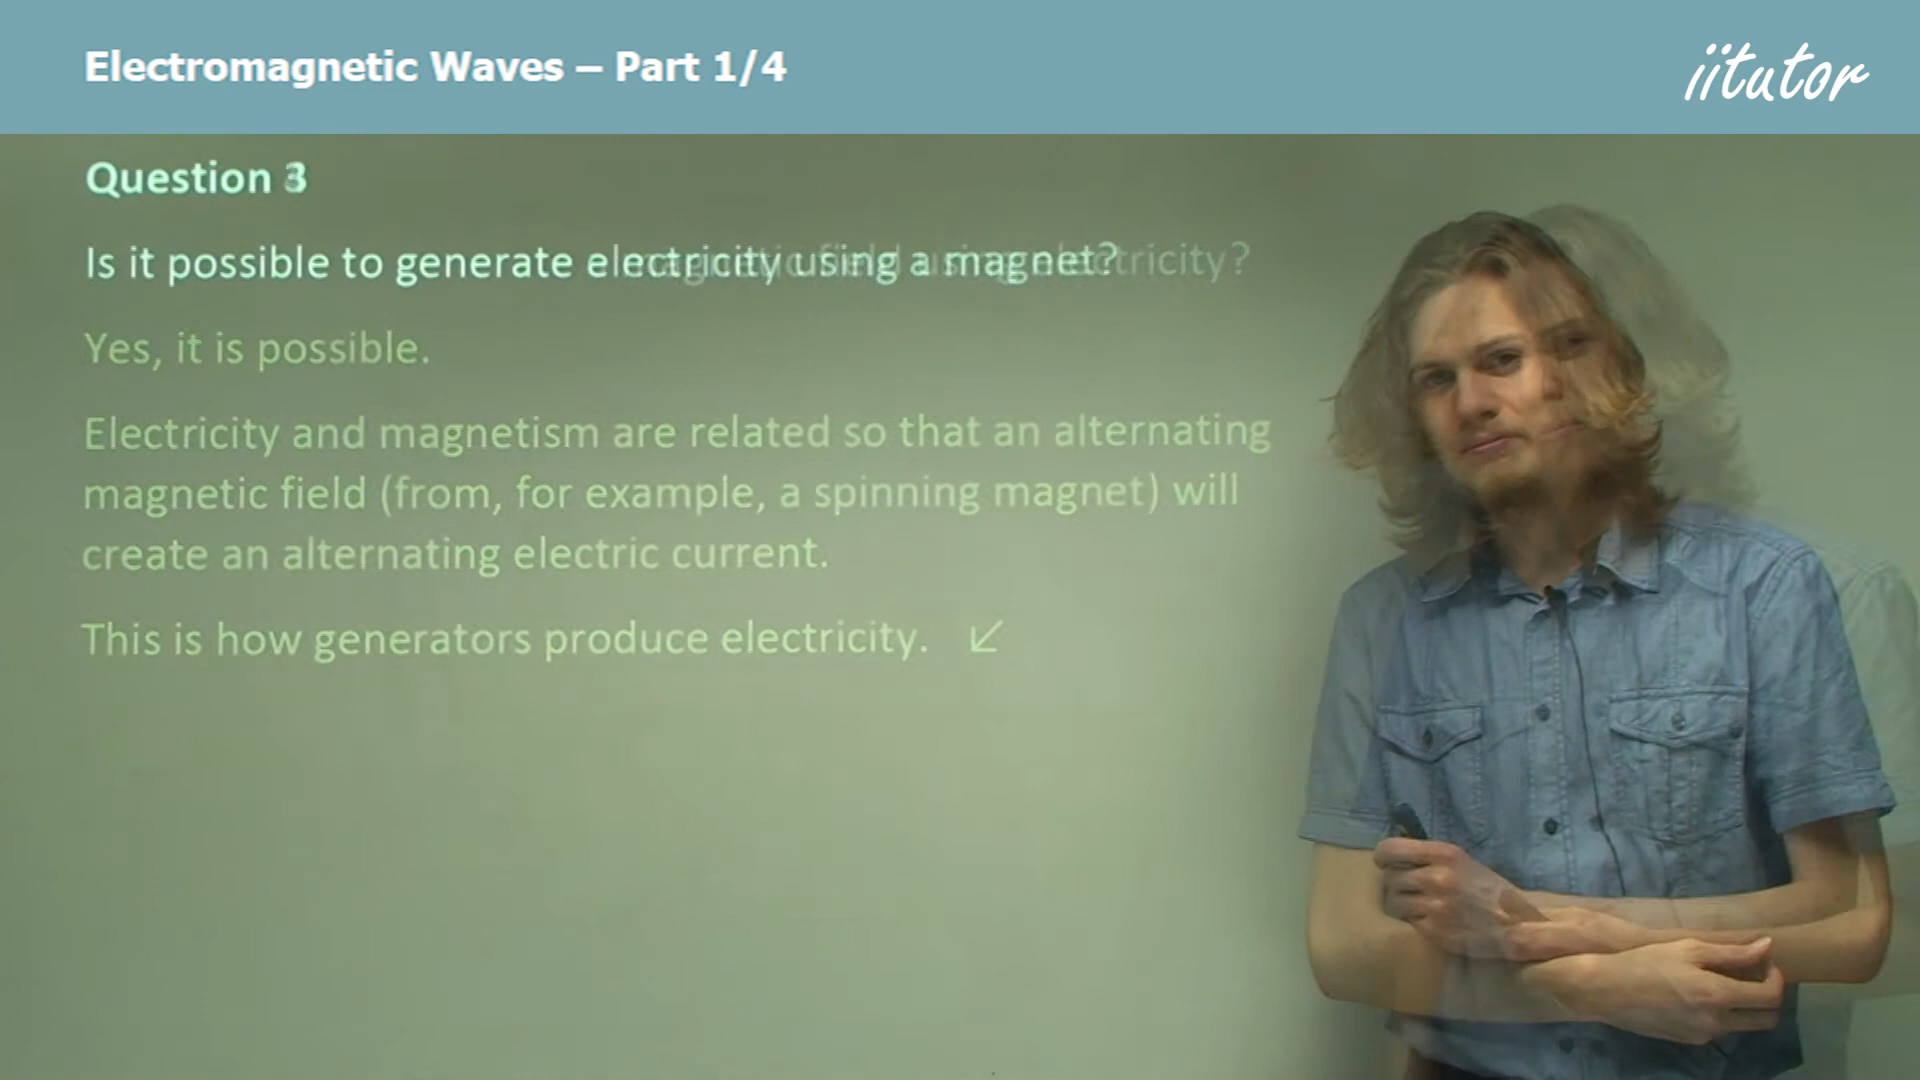 Electromagnetic Waves – Part 1/4
iitutor
Question 3
Is it possible to generate electricity using a magnet?
Yes, it is possible.
Electricity and magnetism are related so that an alternating
magnetic field (from, for example, a spinning magnet) will
create an alternating electric current.
This is how generators produce electricity.